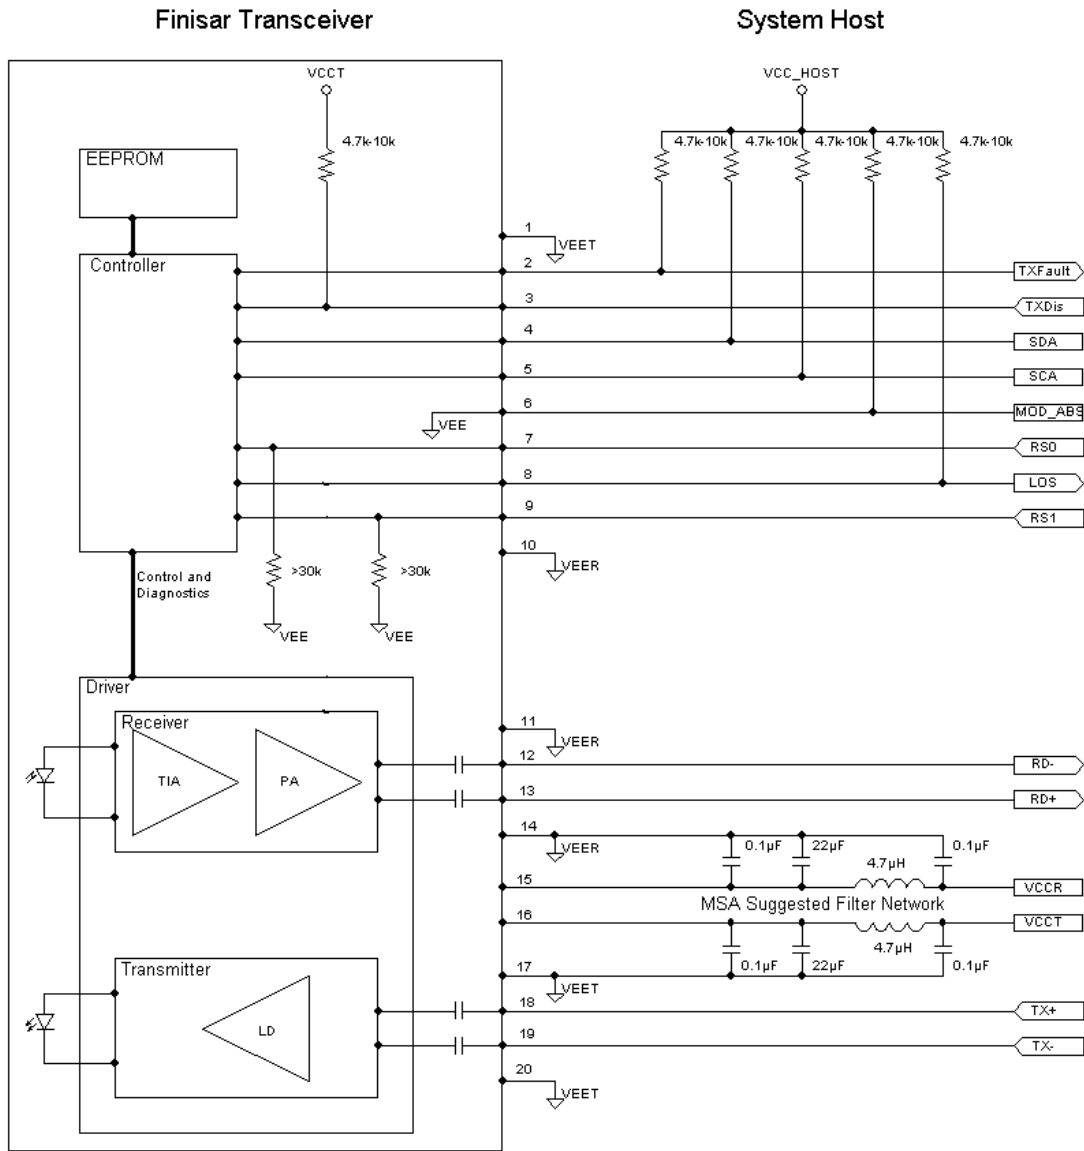 Finisar Transceiver
System Host
VCCT
VCC_HOST
4.7k-10k
4.7k-10k
4.7k-10k
4.7k-10k
4.7k-10k
4.7k-10k
EEPROM
Controller
1
VEET
2
TXFault
3
TXDis
4
SDA
5
SCA
6
VEE
MOD_ABS
7
RS0
8
LOS
9
RS1
10
VEER
Control and
Diagnostics
>30k
>30k
VEE
VEE
Driver
Receiver
TIA
PA
11
VEER
12
RD-
13
RD+
14
VEER
0.1µF
22µF
4.7µH
0.1µF
15
VCCR
MSA Suggested Filter Network
16
VCCT
4.7µH
0.1µF
22µF
0.1µF
17
VEET
Transmitter
LD
18
TX+
19
TX-
20
VEET